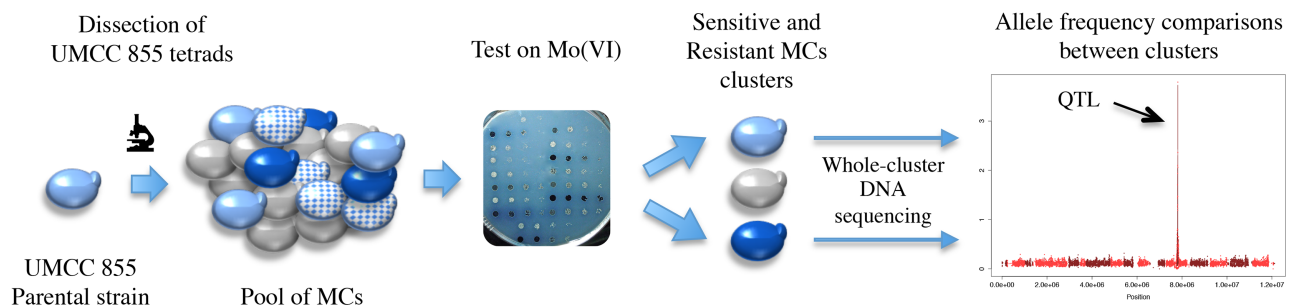 Dissection of
UMCC 855 tetrads
UMCC 855
Parental strain
Pool of MCs
Test on Mo(VI)
Sensitive and
Resistant MCs
clusters
Whole-cluster
DNA
sequencing
Allele frequency comparisons
between clusters
QTL
3
2
1
0
0.0e+00 2.0e+06 4.0e+06 6.0e+06 8.0e+06 1.0e+07 1.2e+07
Position